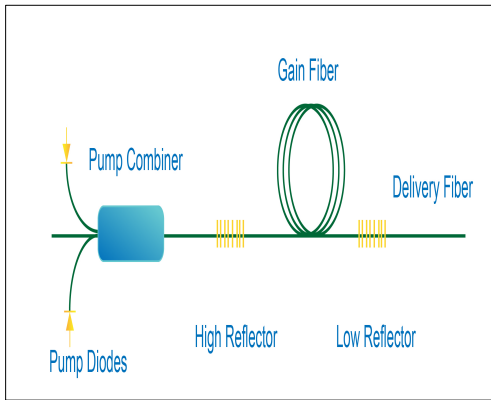 Gain Fiber
Pump Combiner
Delivery Fiber
High Reflector
Low Reflector
Pump Diodes